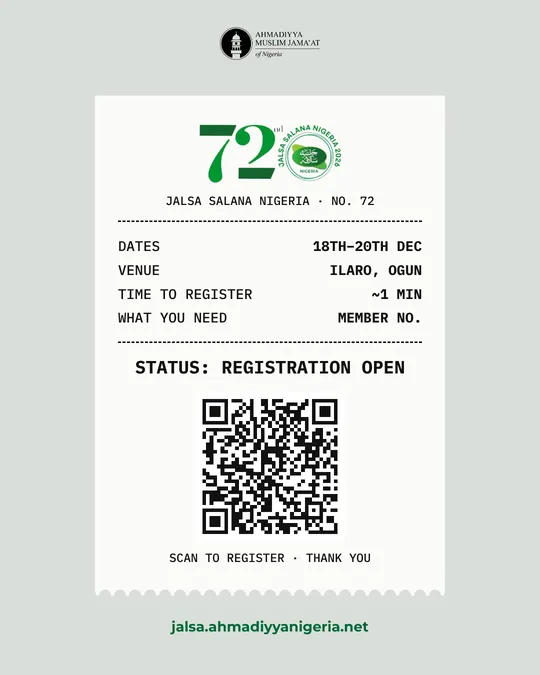 AHMADIYYA
MUSLIM JAMA'AT
of Nigeria
72nd
JALSA SALANA NIGERIA 2026
NIGERIA
JALSA SALANA NIGERIA · NO. 72
DATES 18TH–20TH DEC
VENUE ILARO, OGUN
TIME TO REGISTER ~1 MIN
WHAT YOU NEED MEMBER NO.
STATUS: REGISTRATION OPEN
SCAN TO REGISTER · THANK YOU
jalsa.ahmadiyyanigeria.net